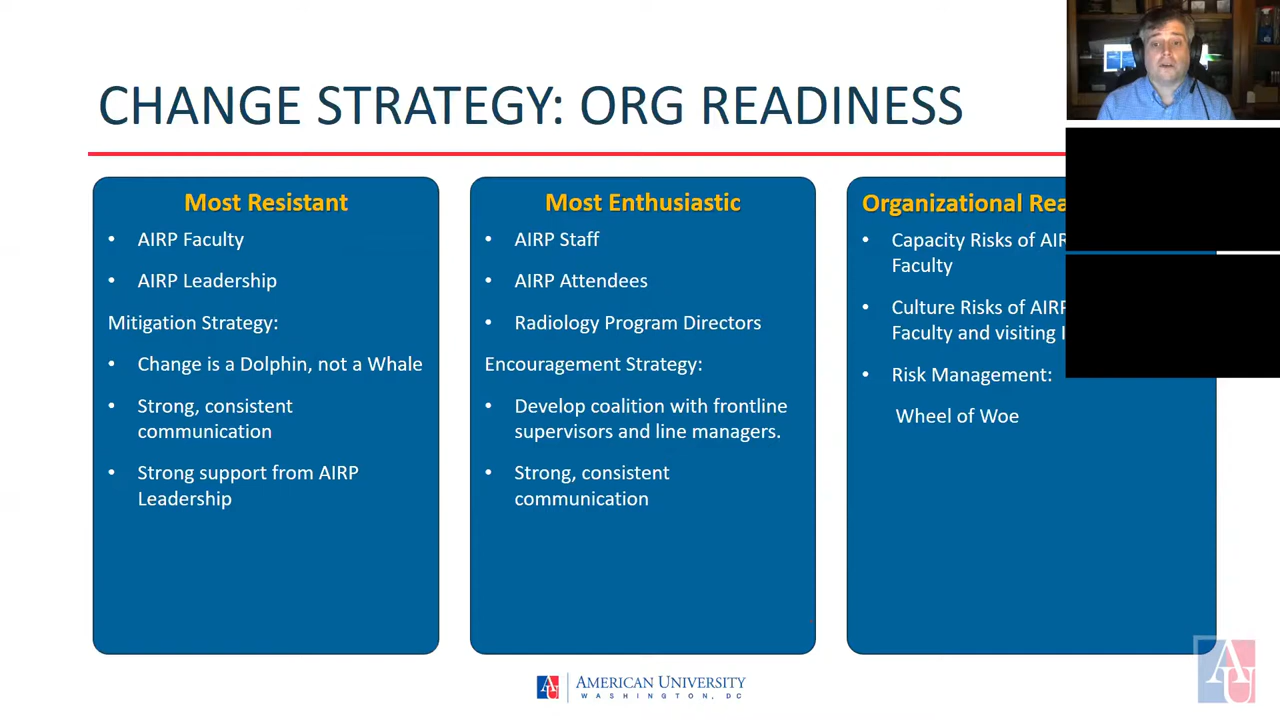 CHANGE STRATEGY: ORG READINESS
Most Resistant
• AIRP Faculty
• AIRP Leadership
Mitigation Strategy:
• Change is a Dolphin, not a Whale
• Strong, consistent
communication
• Strong support from AIRP
Leadership
Most Enthusiastic
• AIRP Staff
• AIRP Attendees
• Radiology Program Directors
Encouragement Strategy:
• Develop coalition with frontline
supervisors and line managers.
• Strong, consistent
communication
Organizational
• Capacity Risks of
Faculty
• Culture Risks of AIRP
Faculty and visiting
• Risk Management:
Wheel of Woe
AU
AMERICAN UNIVERSITY
WASHINGTON, DC
AU